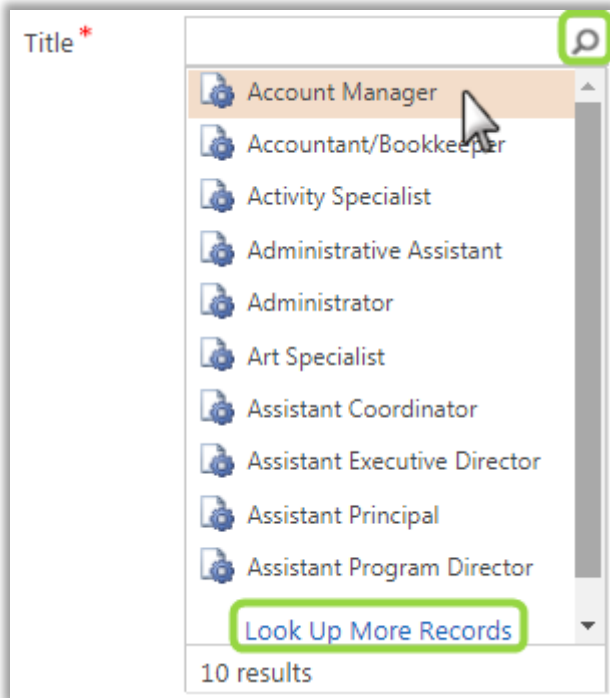 Title *
Account Manager
Accountant/Bookkeeper
Activity Specialist
Administrative Assistant
Administrator
Art Specialist
Assistant Coordinator
Assistant Executive Director
Assistant Principal
Assistant Program Director
Look Up More Records
10 results